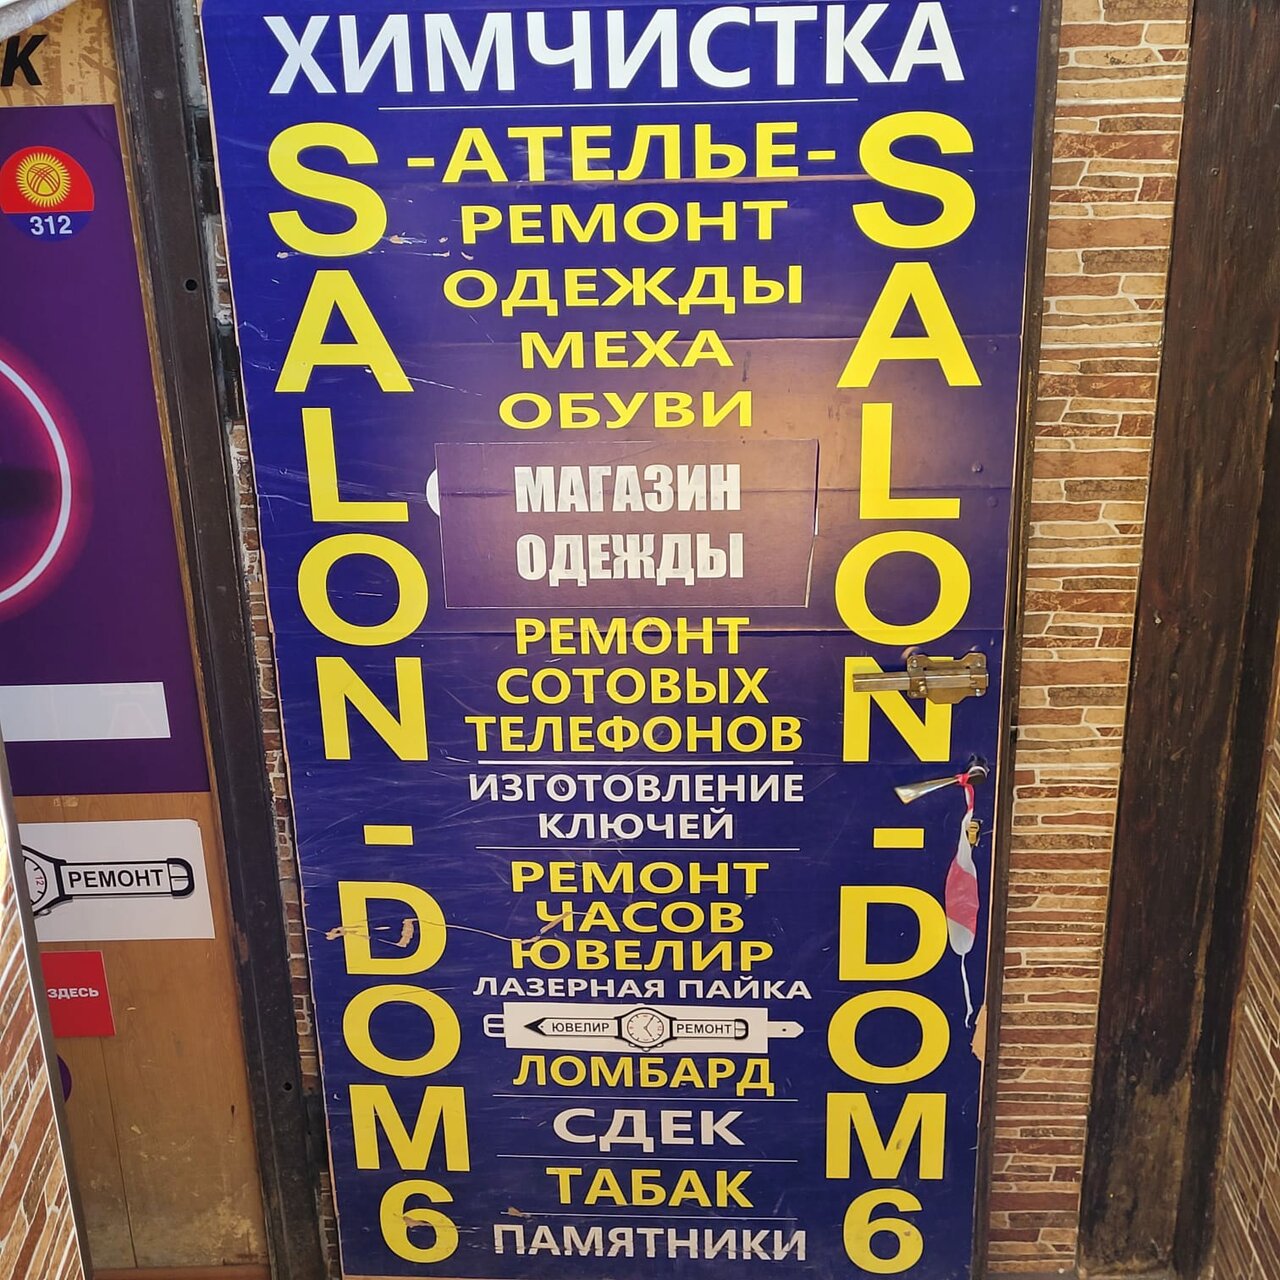 К
312
РЕМОНТ
ЗДЕСЬ
ХИМЧИСТКА
SALON-DOM6
-АТЕЛЬЕ-
РЕМОНТ
ОДЕЖДЫ
МЕХА
ОБУВИ
МАГАЗИН
ОДЕЖДЫ
РЕМОНТ
СОТОВЫХ
ТЕЛЕФОНОВ
ИЗГОТОВЛЕНИЕ
КЛЮЧЕЙ
РЕМОНТ
ЧАСОВ
ЮВЕЛИР
ЛАЗЕРНАЯ ПАЙКА
ЮВЕЛИР РЕМОНТ
ЛОМБАРД
СДЕК
ТАБАК
ПАМЯТНИКИ
SALON-DOM6